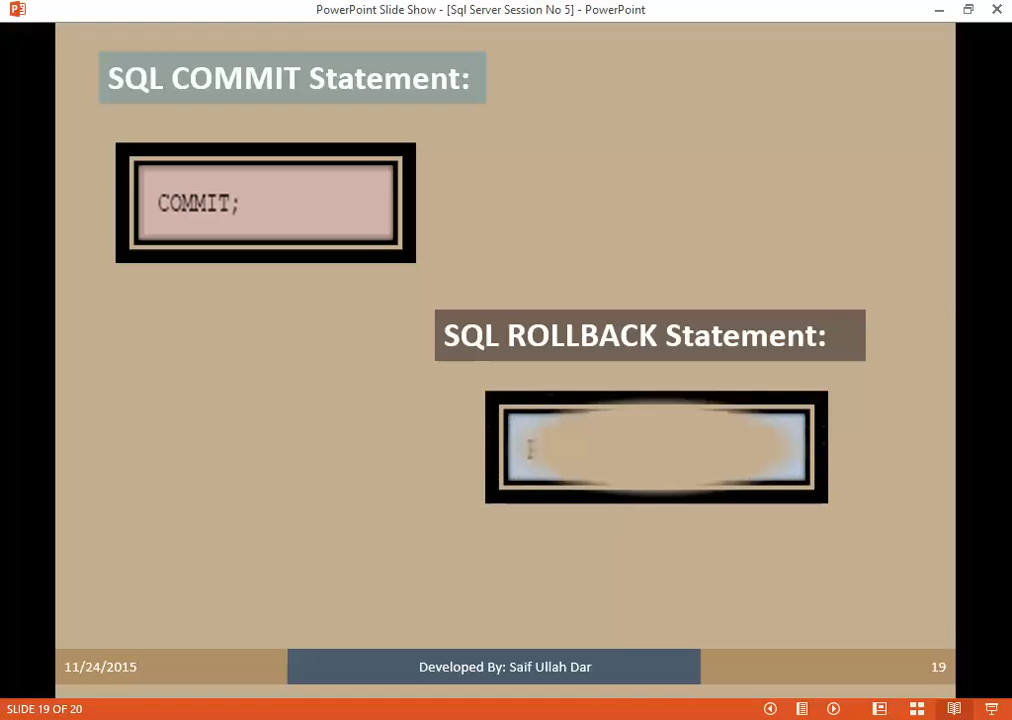 PowerPoint Slide Show - [Sql Server Session No 5] - PowerPoint
SQL COMMIT Statement:
COMMIT;
SQL ROLLBACK Statement:
11/24/2015
Developed By: Saif Ullah Dar
19
SLIDE 19 OF 20